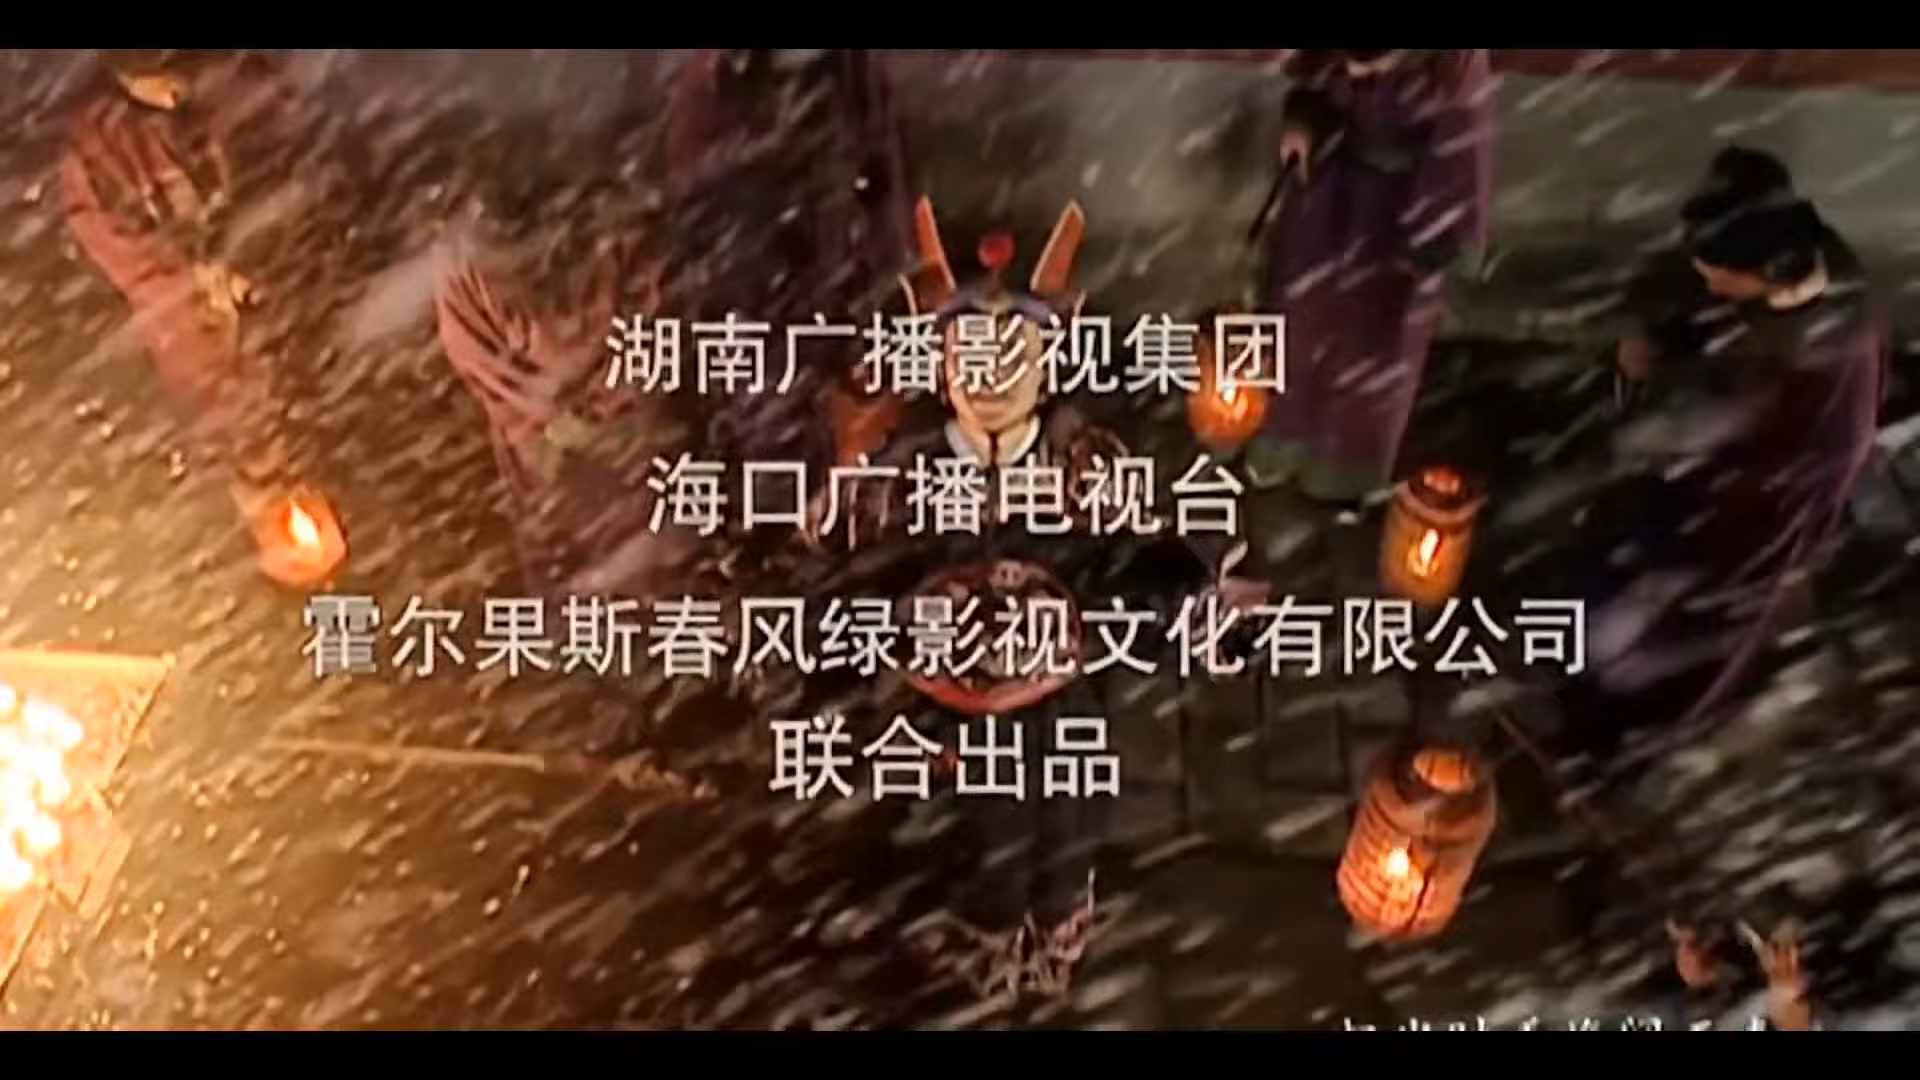 湖南广播影视集团
海口广播电视台
霍尔果斯春风绿影视文化有限公司
联合出品